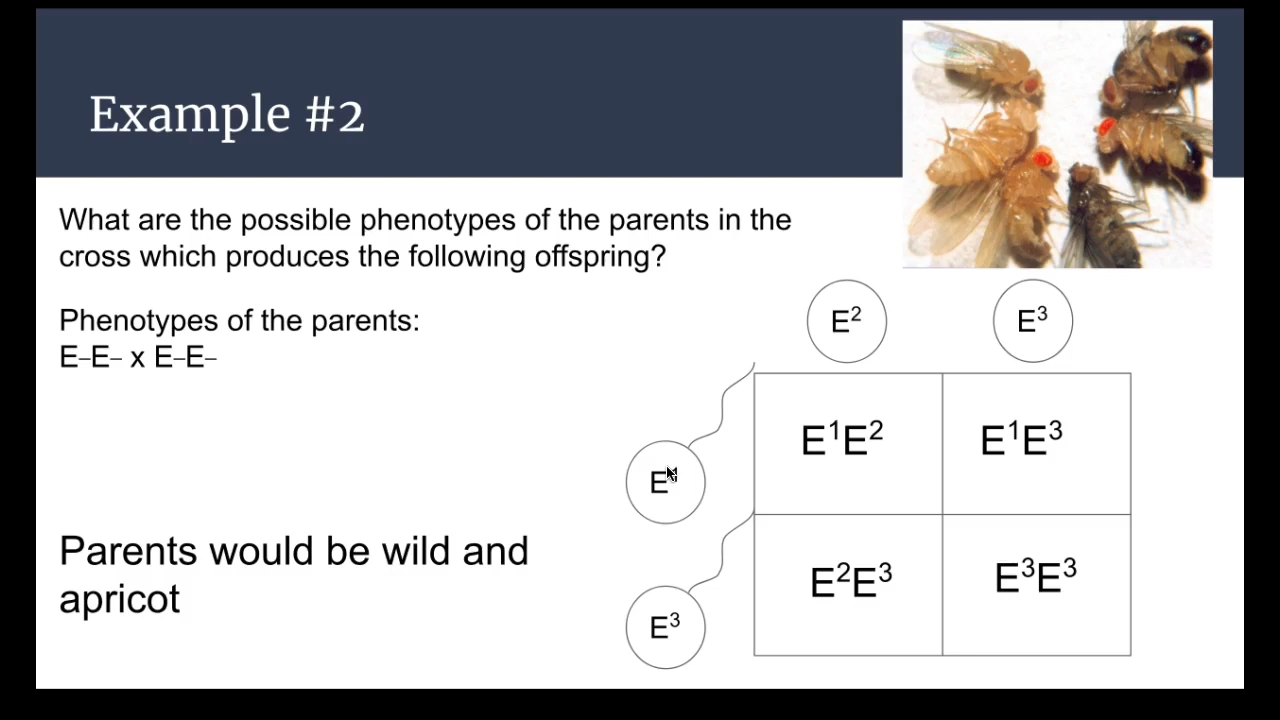 Example #2
What are the possible phenotypes of the parents in the
cross which produces the following offspring?
Phenotypes of the parents:
E–E– x E–E–
E² E³
E¹E² E¹E³
E
Parents would be wild and
apricot
E²E³ E³E³
E³